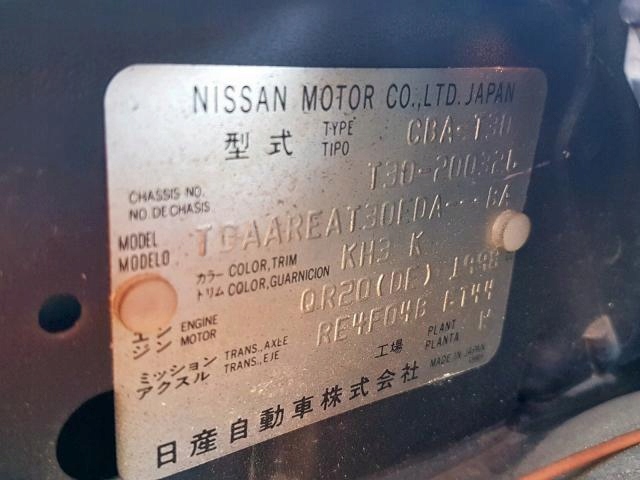 NISSAN MOTOR CO.,LTD. JAPAN
型式 TYPE TIPO CBA-T30
CHASSIS NO. NO. DE CHASIS
MODEL MODELO
カラー COLOR, TRIM トリム COLOR, GUARNICION KH3 K
エンジン ENGINE MOTOR QR20(DE) 1998 cc
ミッション アクスル TRANS., AXLE TRANS., EJE RE4F04B
工場 PLANT PLANTA
MADE IN JAPAN
日産自動車株式会社